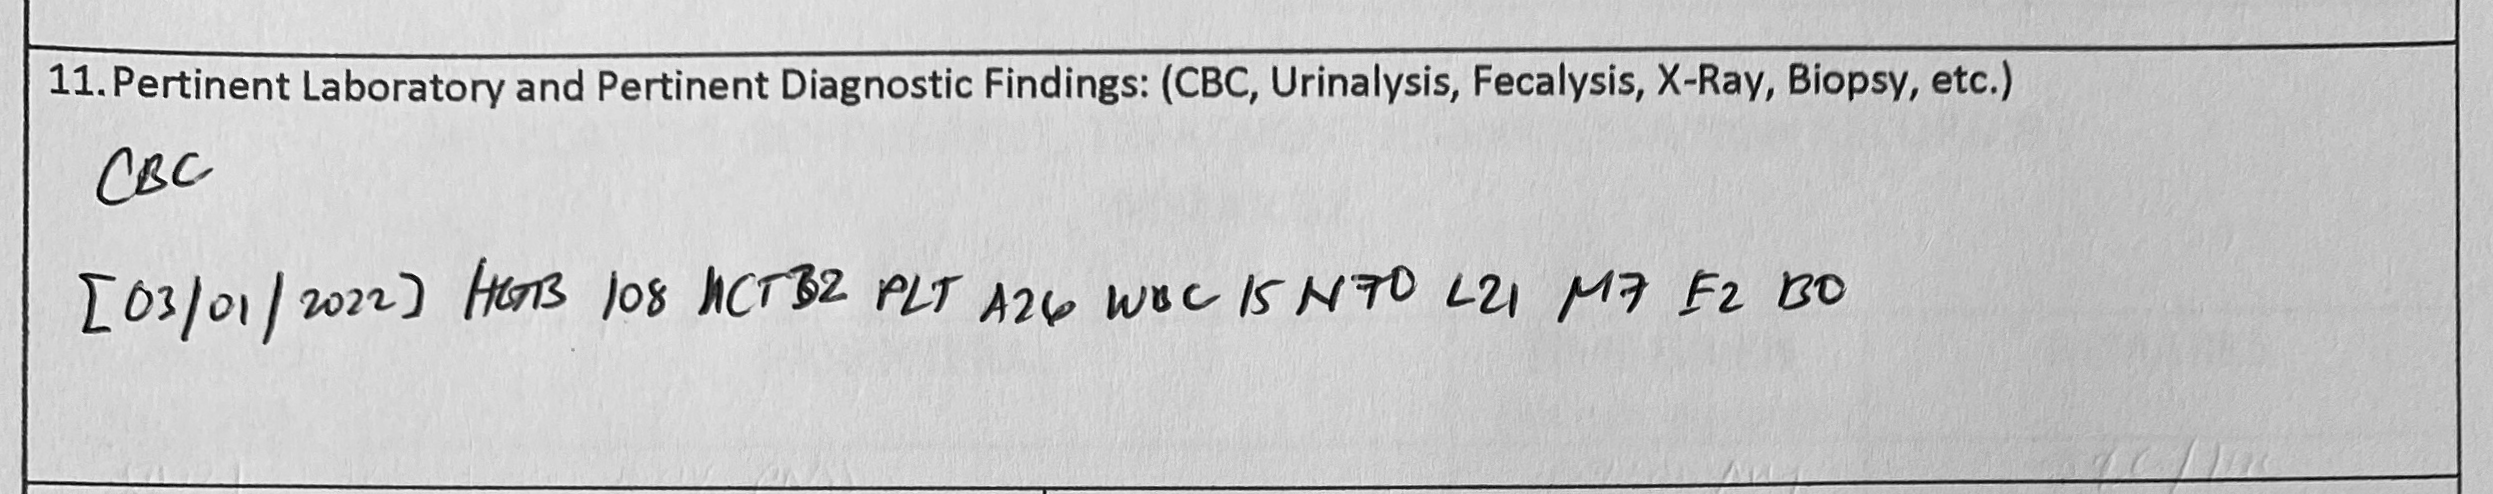 11. Pertinent Laboratory and Pertinent Diagnostic Findings: (CBC, Urinalysis, Fecalysis, X-Ray, Biopsy, etc.)
CBC
[03/01/2022] HGB 108 HCT 32 PLT A26 WBC 15 N70 L21 M7 E2 B0